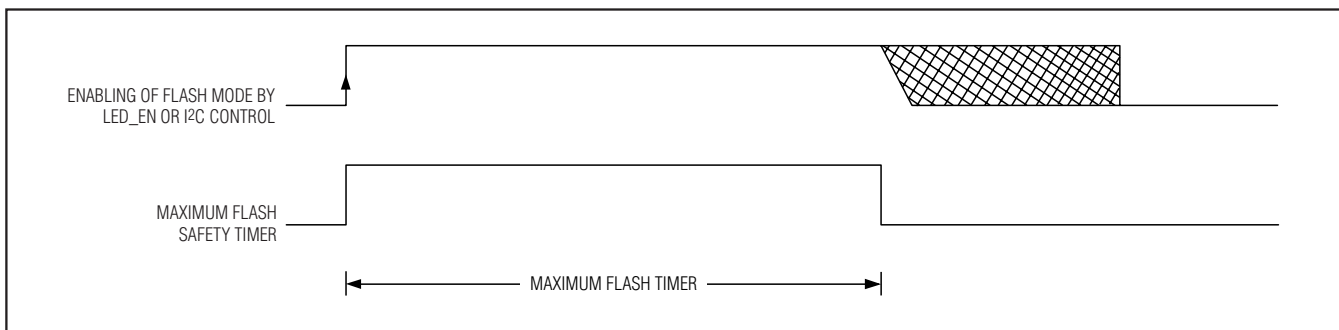 ENABLING OF FLASH MODE BY
LED_EN OR I²C CONTROL
MAXIMUM FLASH
SAFETY TIMER
MAXIMUM FLASH TIMER